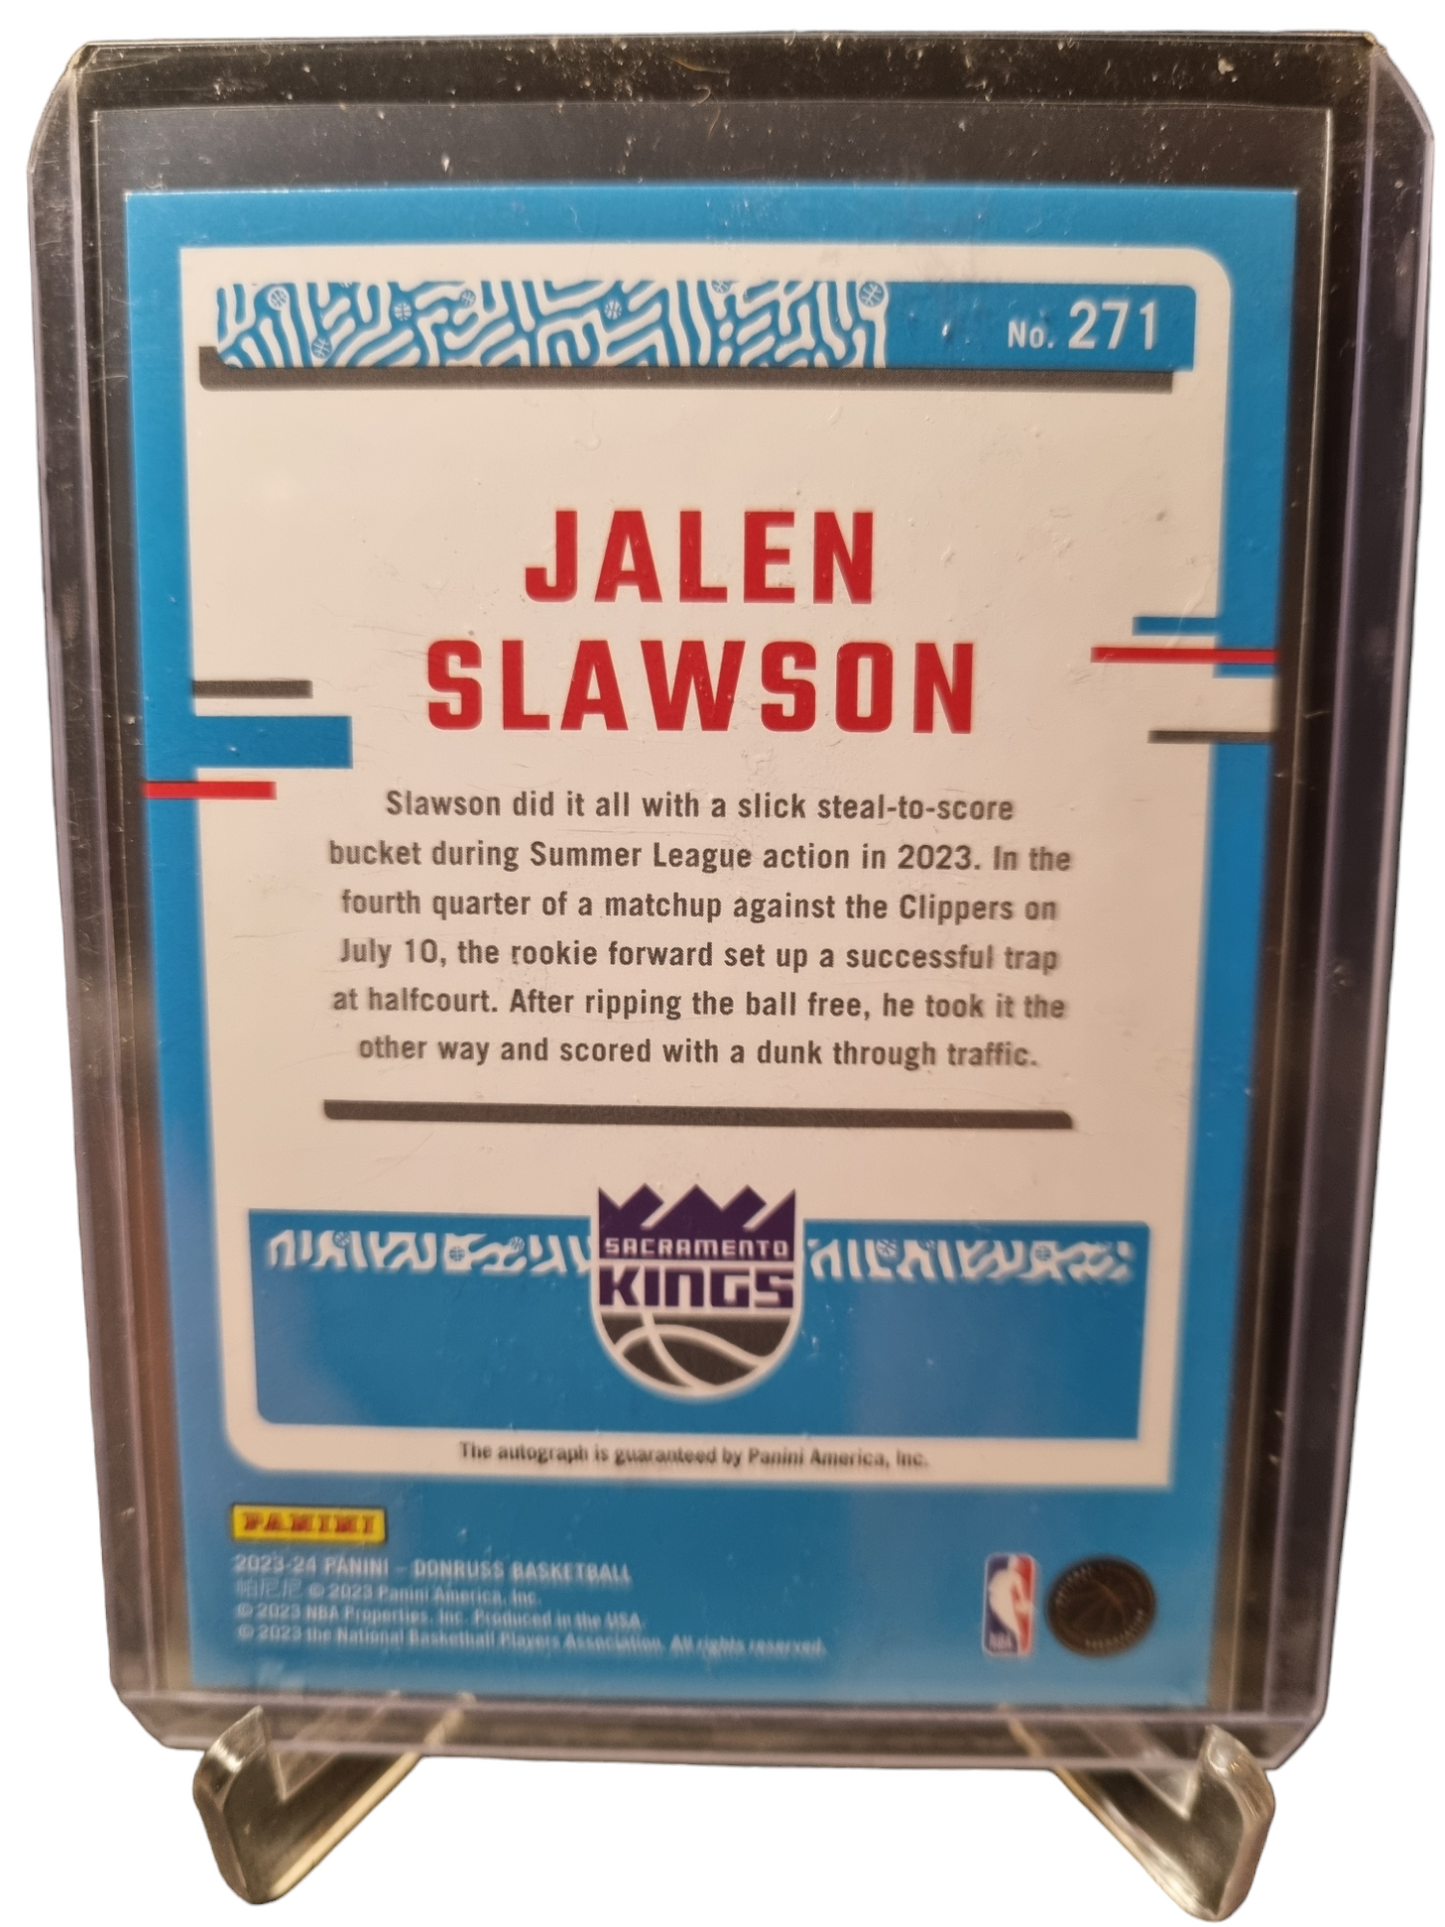 No. 271
JALEN
SLAWSON
Slawson did it all with a slick steal-to-score
bucket during Summer League action in 2023. In the
fourth quarter of a matchup against the Clippers on
July 10, the rookie forward set up a successful trap
at halfcourt. After ripping the ball free, he took it the
other way and scored with a dunk through traffic.
SACRAMENTO
KINGS
The autograph is guaranteed by Panini America, Inc.
PANINI
2023-24 PANINI – DONRUSS BASKETBALL
帕尼尼 © 2023 Panini America, Inc.
© 2023 NBA Properties, Inc. Produced in the USA.
© 2023 the National Basketball Players Association. All rights reserved.
NBA